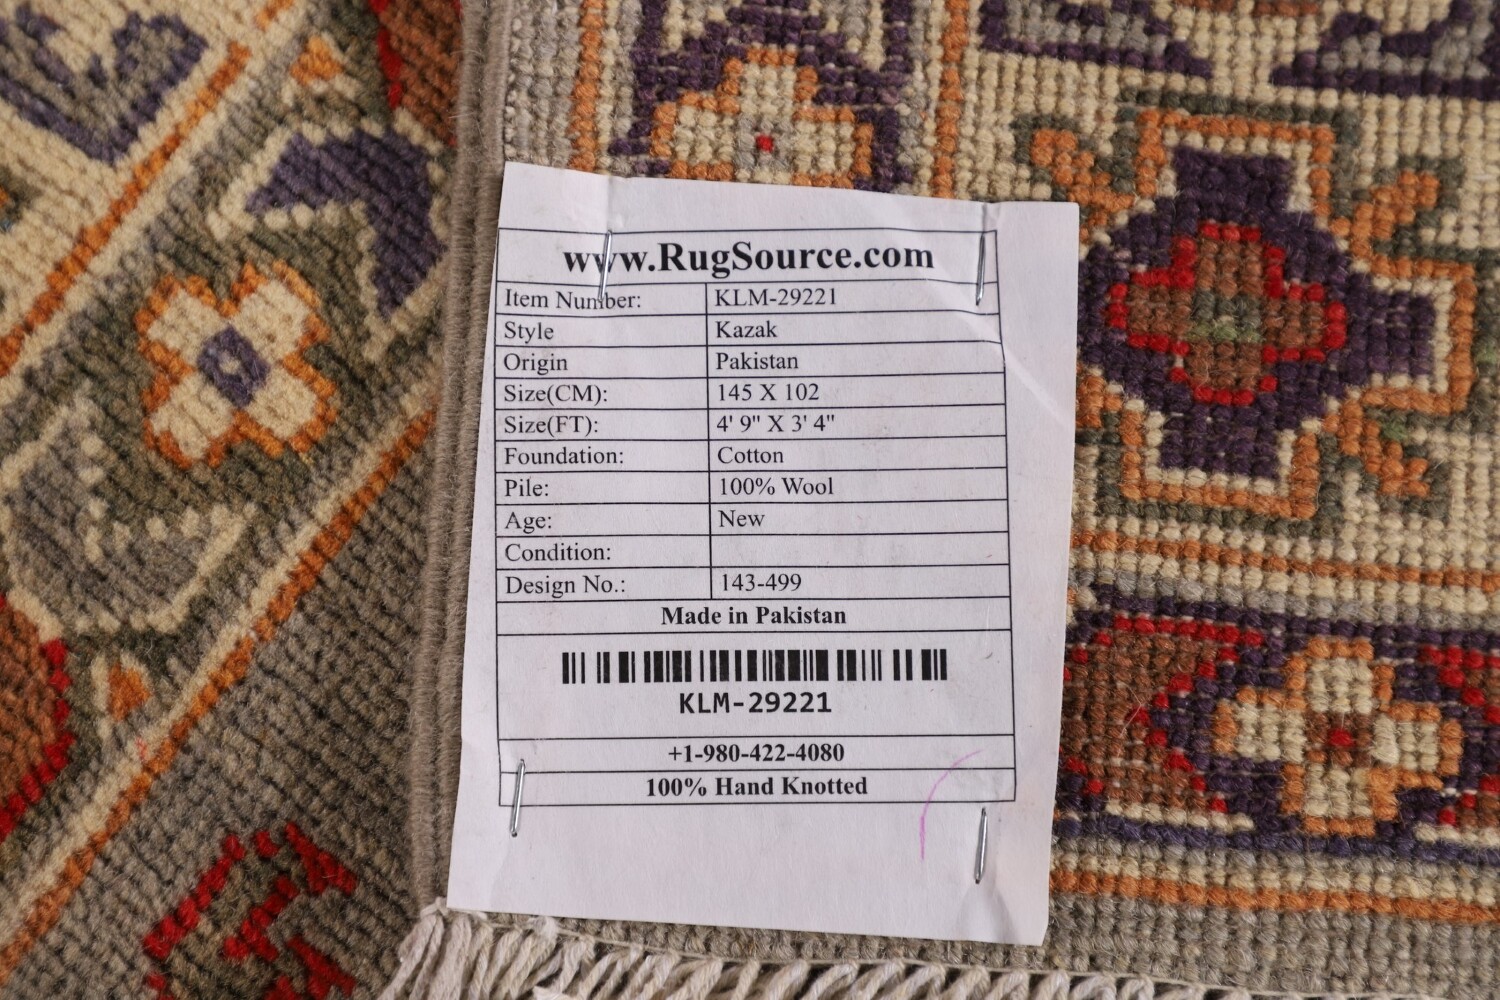 www.RugSource.com
Item Number: KLM-29221
Style Kazak
Origin Pakistan
Size(CM): 145 X 102
Size(FT): 4' 9" X 3' 4"
Foundation: Cotton
Pile: 100% Wool
Age: New
Condition:
Design No.: 143-499
Made in Pakistan
KLM-29221
+1-980-422-4080
100% Hand Knotted